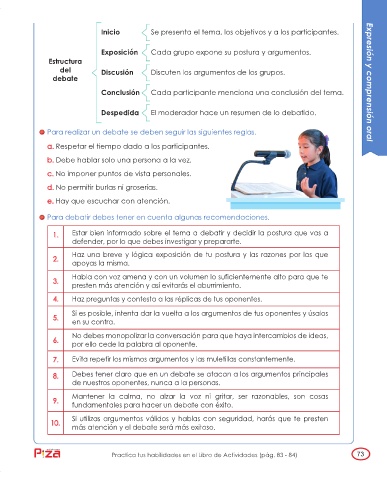 Inicio Se presenta el tema, los objetivos y a los participantes.
Exposición Cada grupo expone su postura y argumentos.
Estructura
del
debate
Discusión Discuten los argumentos de los grupos.
Conclusión Cada participante menciona una conclusión del tema.
Despedida El moderador hace un resumen de lo debatido.
Expresión y comprensión oral
Para realizar un debate se deben seguir las siguientes reglas.
a. Respetar el tiempo dado a los participantes.
b. Debe hablar solo una persona a la vez.
c. No imponer puntos de vista personales.
d. No permitir burlas ni groserías.
e. Hay que escuchar con atención.
Para debatir debes tener en cuenta algunas recomendaciones.
1. Estar bien informado sobre el tema a debatir y decidir la postura que vas a
defender, por lo que debes investigar y prepararte.
2. Haz una breve y lógica exposición de tu postura y las razones por las que
apoyas la misma.
3. Habla con voz amena y con un volumen lo suficientemente alto para que te
presten más atención y así evitarás el aburrimiento.
4. Haz preguntas y contesta a las réplicas de tus oponentes.
5. Si es posible, intenta dar la vuelta a los argumentos de tus oponentes y úsalos
en su contra.
6. No debes monopolizar la conversación para que haya intercambios de ideas,
por ello cede la palabra al oponente.
7. Evita repetir los mismos argumentos y las muletillas constantemente.
8. Debes tener claro que en un debate se atacan a los argumentos principales
de nuestros oponentes, nunca a la personas.
9. Mantener la calma, no alzar la voz ni gritar, ser razonables, son cosas
fundamentales para hacer un debate con éxito.
10. Si utilizas argumentos válidos y hablas con seguridad, harás que te presten
más atención y el debate será más exitoso.
Practica tus habilidades en el Libro de Actividades (pág. 83 - 84) 73